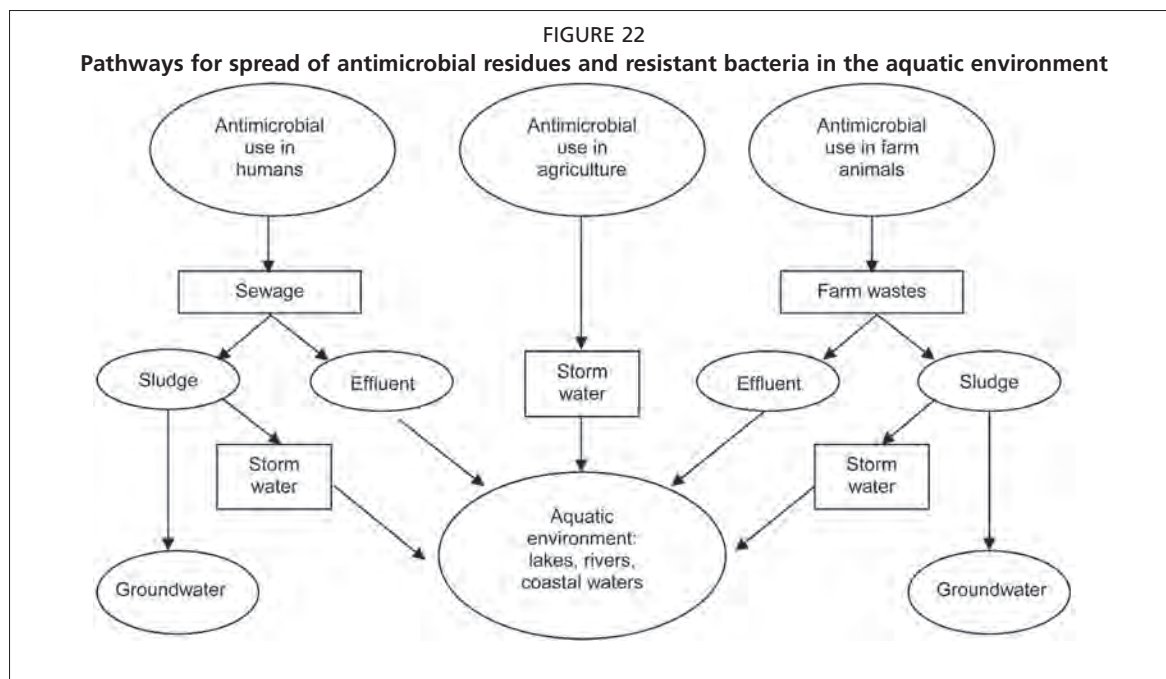 FIGURE 22
Pathways for spread of antimicrobial residues and resistant bacteria in the aquatic environment
Antimicrobial
use in
humans
Antimicrobial
use in
agriculture
Antimicrobial
use in farm
animals
Sewage
Farm wastes
Sludge
Effluent
Storm
water
Effluent
Sludge
Storm
water
Storm
water
Aquatic
environment:
lakes, rivers,
coastal waters
Groundwater
Groundwater